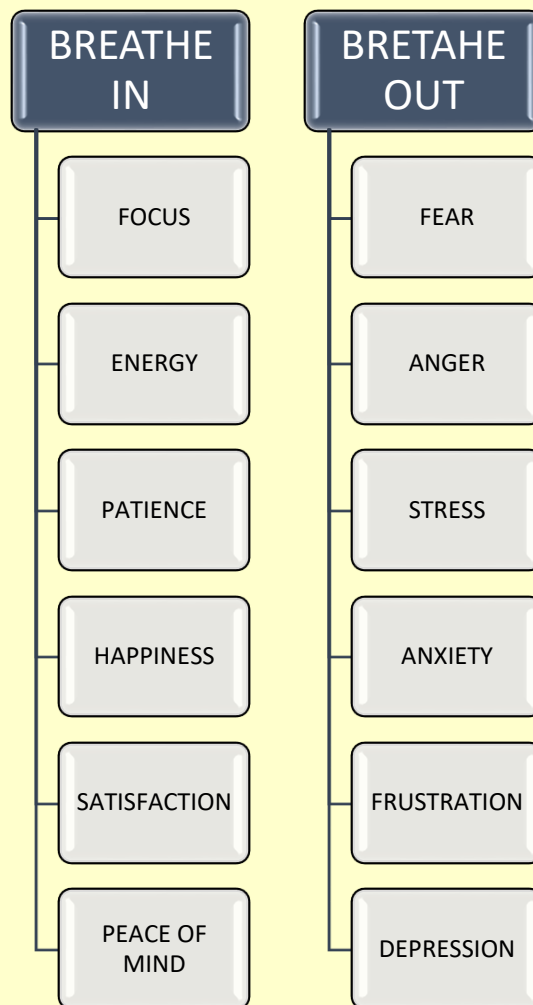 BREATHE
IN
FOCUS
ENERGY
PATIENCE
HAPPINESS
SATISFACTION
PEACE OF
MIND
BRETAHE
OUT
FEAR
ANGER
STRESS
ANXIETY
FRUSTRATION
DEPRESSION